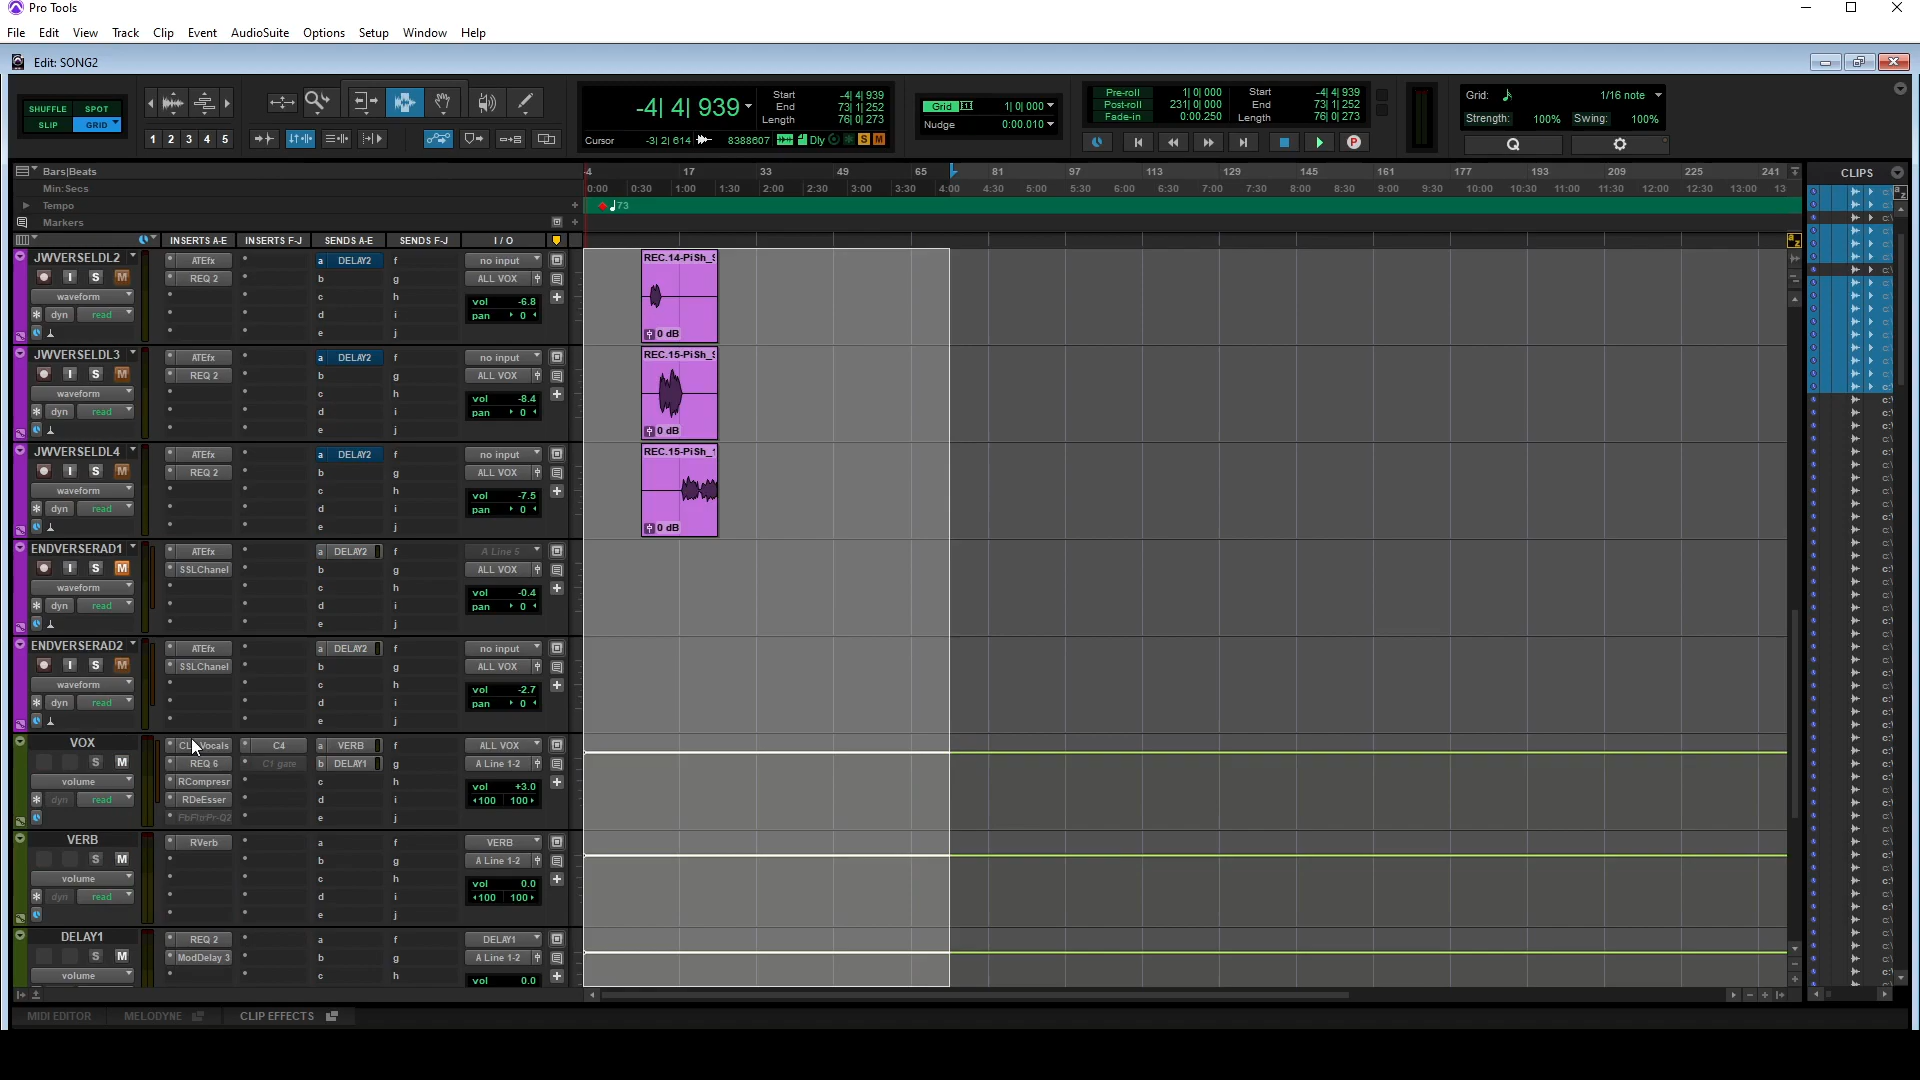 Pro Tools
File Edit View Track Clip Event AudioSuite Options Setup Window Help
Edit: SONG2
SHUFFLE SPOT
SLIP GRID
1 2 3 4 5
-4| 4| 939
Start -4| 4| 939
End 73| 1| 252
Length 76| 0| 273
Cursor -3| 2| 614 8388607 Dly S M
Grid 1| 0| 000
Nudge 0:00.010
Pre-roll 1| 0| 000
Post-roll 231| 0| 000
Fade-in 0:00.250
Start -4| 4| 939
End 73| 1| 252
Length 76| 0| 273
Grid: 1/16 note
Strength: 100% Swing: 100%
Q
Bars|Beats -4 17 33 49 65 81 97 113 129 145 161 177 193 209 225 241
Min:Secs 0:00 0:30 1:00 1:30 2:00 2:30 3:00 3:30 4:00 4:30 5:00 5:30 6:00 6:30 7:00 7:30 8:00 8:30 9:00 9:30 10:00 10:30 11:00 11:30 12:00 12:30 13:00 13
Tempo 73
Markers
CLIPS
INSERTS A-E INSERTS F-J SENDS A-E SENDS F-J I / O
JWVERSELDL2 ATEfx a DELAY2 f no input
I S M REQ 2 b g ALL VOX
waveform c h vol -6.8
dyn read d i pan 0
e j
REC.14-PiSh_S
0 dB
JWVERSELDL3 ATEfx a DELAY2 f no input
I S M REQ 2 b g ALL VOX
waveform c h vol -8.4
dyn read d i pan 0
e j
REC.15-PiSh_S
0 dB
JWVERSELDL4 ATEfx a DELAY2 f no input
I S M REQ 2 b g ALL VOX
waveform c h vol -7.5
dyn read d i pan 0
e j
REC.15-PiSh_1
0 dB
ENDVERSERAD1 ATEfx a DELAY2 f A Line 5
I S M SSLChanel b g ALL VOX
waveform c h vol -0.4
dyn read d i pan 0
e j
ENDVERSERAD2 ATEfx a DELAY2 f no input
I S M SSLChanel b g ALL VOX
waveform c h vol -2.7
dyn read d i pan 0
e j
VOX Vocals C4 a VERB f ALL VOX
S M REQ 6 C1 gate b DELAY1 g A Line 1-2
volume RCompresr c h vol +3.0
dyn read RDeEsser d i 100 100
FbFltrPr-Q2 e j
VERB RVerb a f VERB
S M b g A Line 1-2
volume c h vol 0.0
dyn read d i 100 100
e j
DELAY1 REQ 2 a f DELAY1
S M ModDelay 3 b g A Line 1-2
volume c h vol 0.0
MIDI EDITOR MELODYNE CLIP EFFECTS